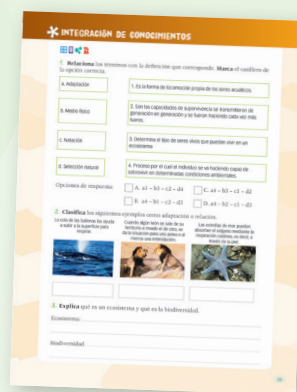 INTEGRACIÓN DE CONOCIMIENTOS
1. Relaciona los términos con la definición que corresponde. Marca el casillero de
la opción correcta.
a. Adaptación
1. Es la forma de locomoción propia de los seres acuáticos.
b. Medio físico
2. Son las capacidades de supervivencia se transmitieron de
generación en generación y se fueron haciendo cada vez más
fuertes.
c. Natación
3. Determina el tipo de seres vivos que pueden vivir en un
ecosistema
d. Selección natural
4. Proceso por el cual el individuo se va haciendo capaz de
sobrevivir en determinadas condiciones ambientales.
Opciones de respuesta:
A. a1 – b3 – c2 – d4
C. a4 – b3 – c1 – d2
B. a4 – b2 – c1 – d3
2. Clasifica los siguientes ejemplos como adaptación o relación.
La cola de las ballenas les ayuda
a subir a la superficie para
respirar.
Cuando algún león se sale de su
territorio e invade el de otro, se
da la situación para una pelea o al
menos una intimidación.
Las estrellas de mar pueden
absorber el oxígeno mediante la
respiración cutánea, es decir, a
través de la piel.
3. Explica qué es un ecosistema y qué es la biodiversidad.
Ecosistema:
Biodiversidad: